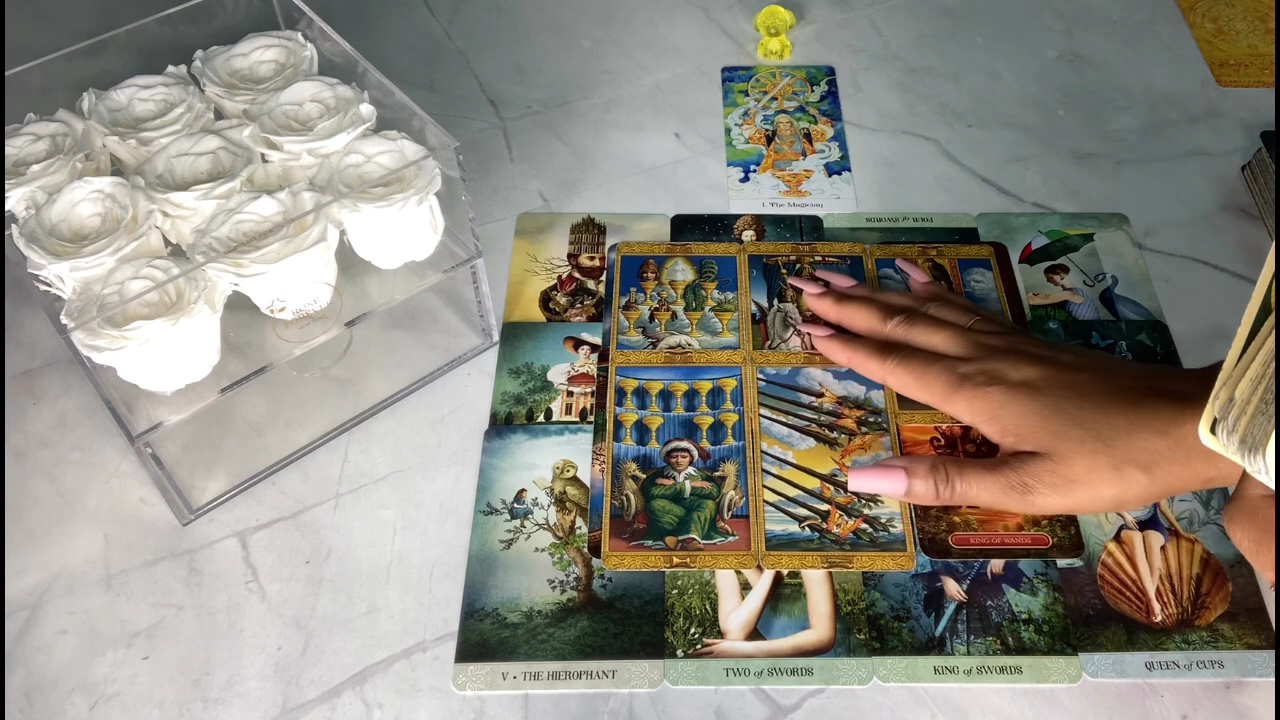 I. The Magician
FOUR OF SWORDS
VII
KING OF WANDS
V • THE HIEROPHANT
TWO of SWORDS
KING of SWORDS
QUEEN of CUPS